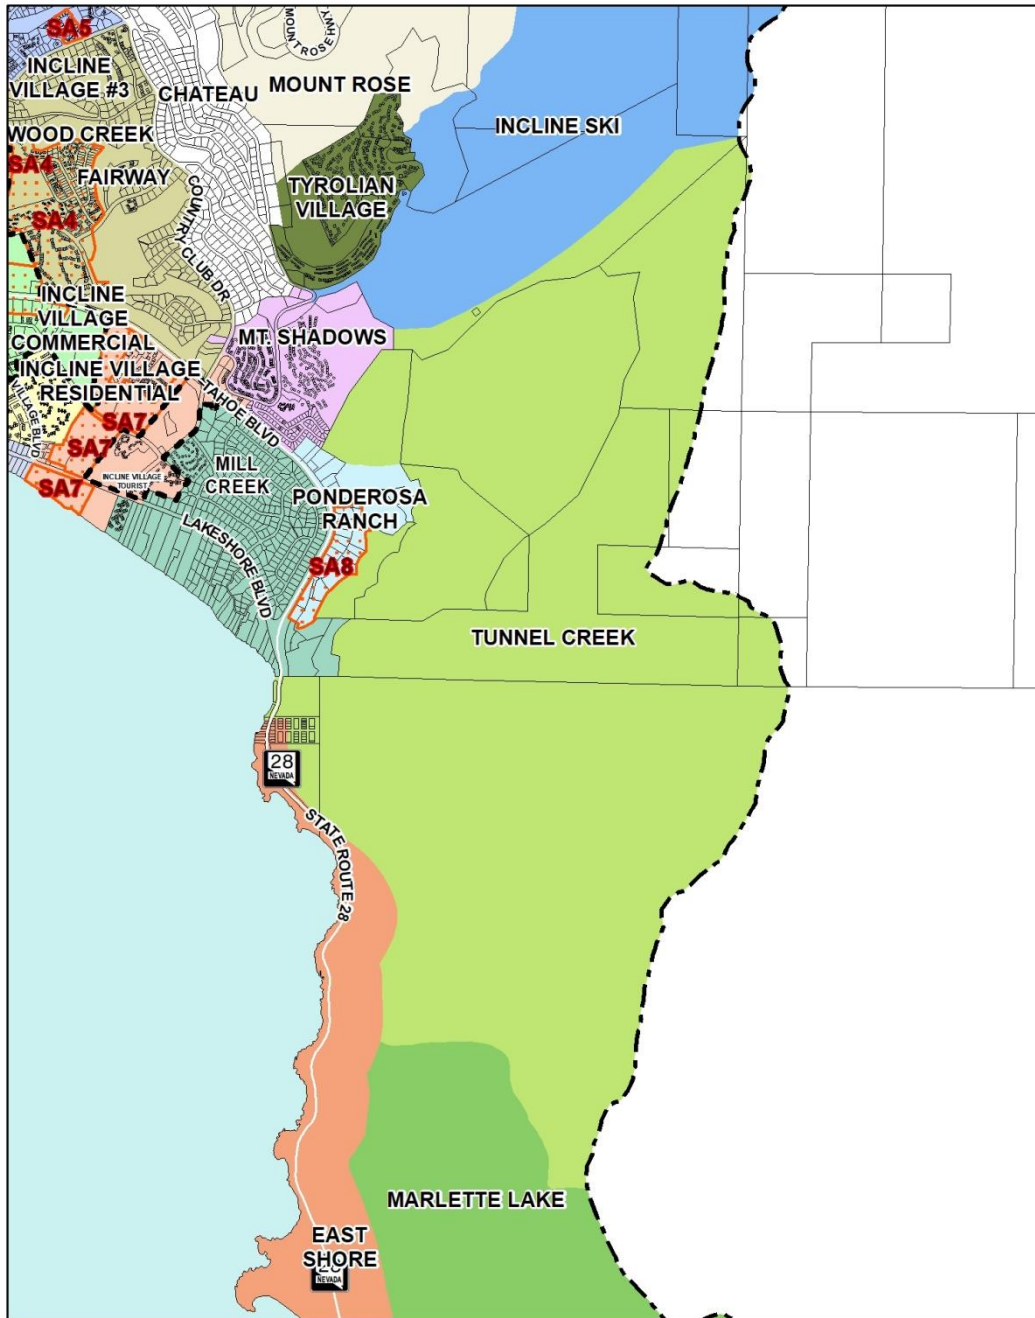 SA5
MOUNT ROSE HWY
INCLINE
VILLAGE #3
CHATEAU
MOUNT ROSE
INCLINE SKI
WOOD CREEK
SA4
FAIRWAY
TYROLIAN
VILLAGE
COUNTRY CLUB DR
SA4
INCLINE
VILLAGE
COMMERCIAL
MT. SHADOWS
INCLINE VILLAGE
RESIDENTIAL
TAHOE BLVD
VILLAGE BLVD
SA7
SA7
SA7
INCLINE VILLAGE
TOURIST
MILL
CREEK
PONDEROSA
RANCH
LAKESHORE BLVD
SA8
TUNNEL CREEK
28
NEVADA
STATE ROUTE 28
MARLETTE LAKE
EAST
SHORE
28
NEVADA